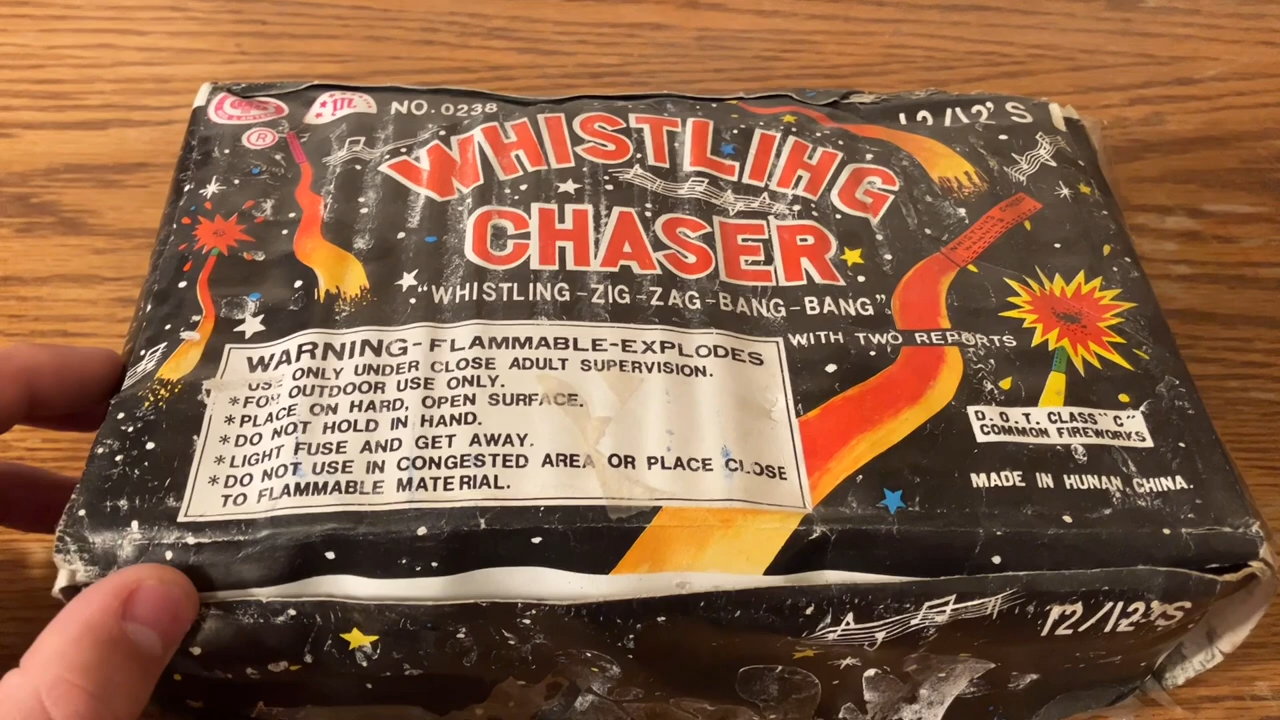 NO. 0238
12/12'S
R
WHISTLIHG
CHASER
"WHISTLING-ZIG-ZAG-BANG-BANG"
WITH TWO REPORTS
WARNING-FLAMMABLE-EXPLODES
USE ONLY UNDER CLOSE ADULT SUPERVISION.
*FOR OUTDOOR USE ONLY.
*PLACE ON HARD, OPEN SURFACE.
*DO NOT HOLD IN HAND.
*LIGHT FUSE AND GET AWAY.
*DO NOT USE IN CONGESTED AREA OR PLACE CLOSE
TO FLAMMABLE MATERIAL.
D.O.T. CLASS "C"
COMMON FIREWORKS
MADE IN HUNAN, CHINA.
12/12'S